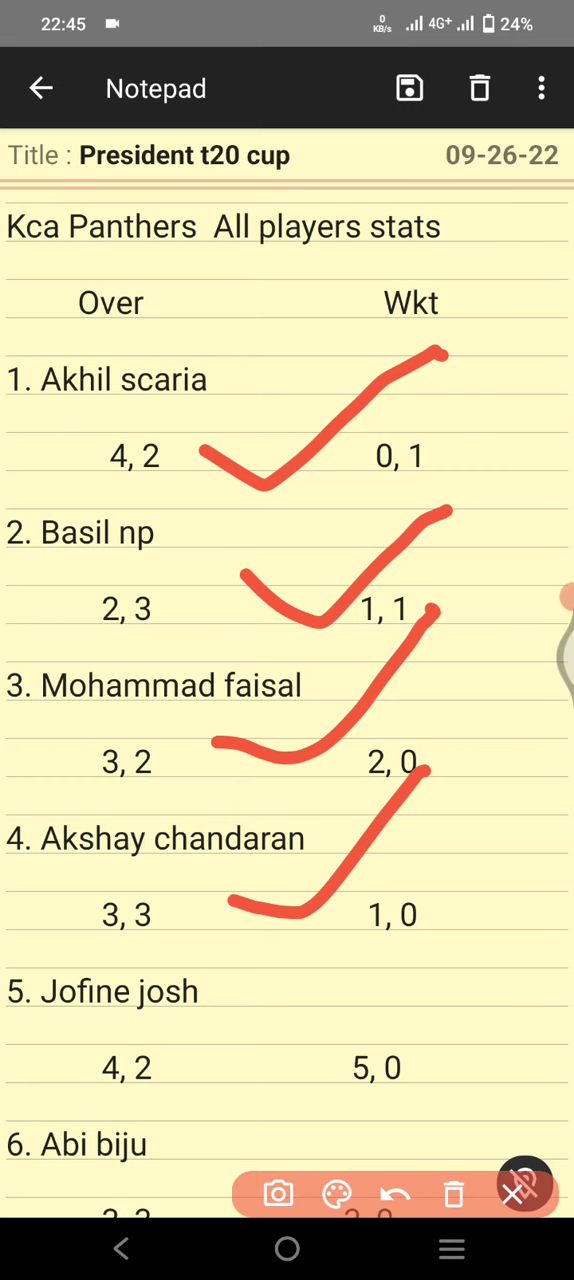 22:45 0 KB/s 4G+ 24%
Notepad
Title : President t20 cup 09-26-22
Kca Panthers All players stats
Over Wkt
1. Akhil scaria
4, 2 0, 1
2. Basil np
2, 3 1, 1
3. Mohammad faisal
3, 2 2, 0
4. Akshay chandaran
3, 3 1, 0
5. Jofine josh
4, 2 5, 0
6. Abi biju